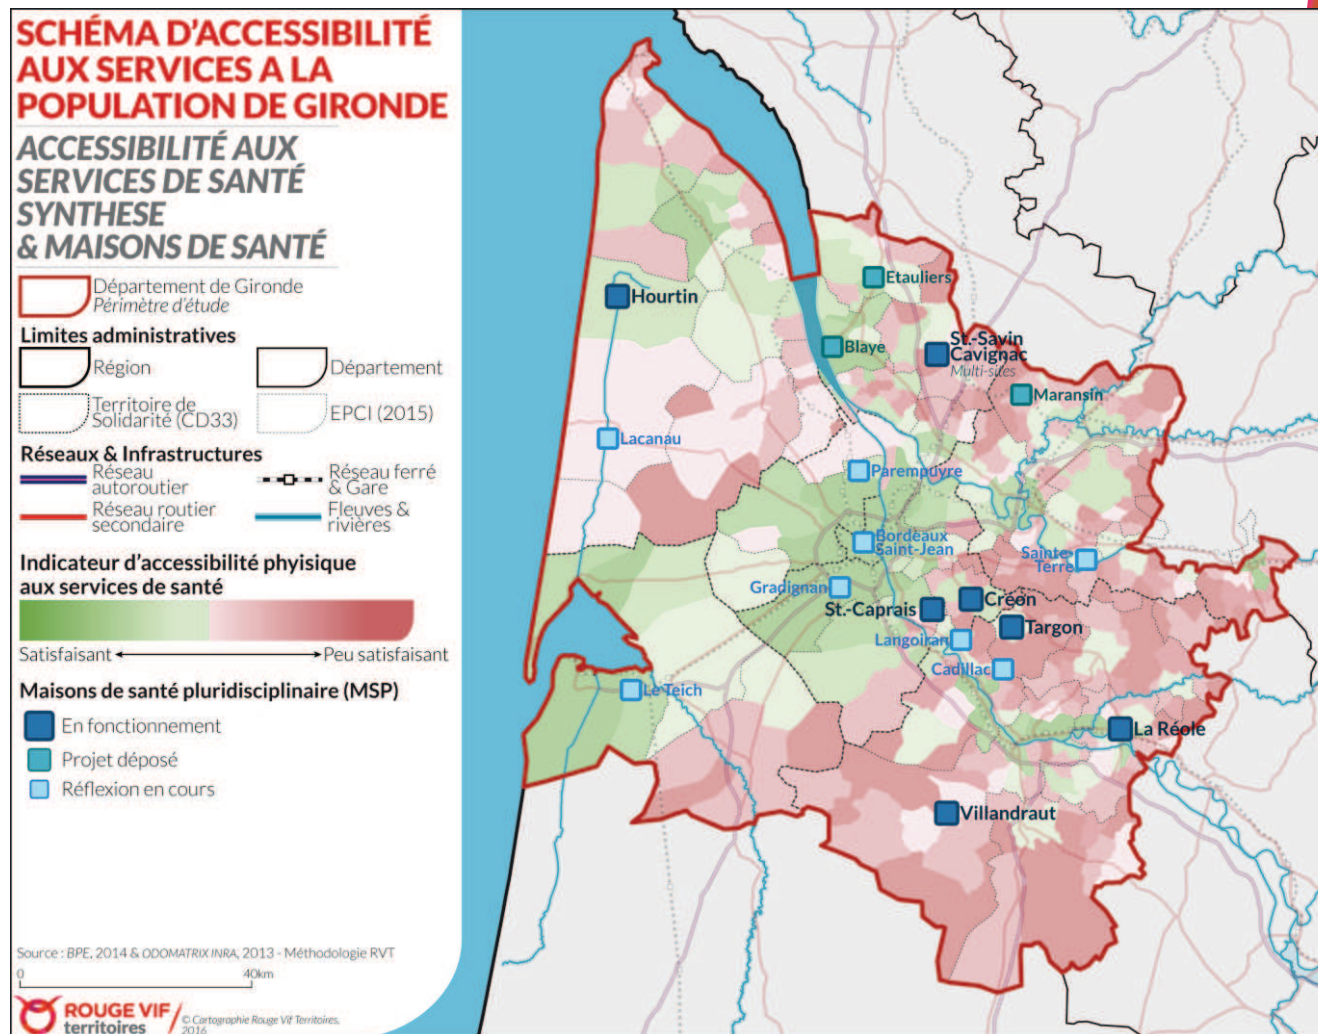 SCHÉMA D'ACCESSIBILITÉ
AUX SERVICES A LA
POPULATION DE GIRONDE
ACCESSIBILITÉ AUX
SERVICES DE SANTÉ
SYNTHESE
& MAISONS DE SANTÉ
Département de Gironde
Périmètre d'étude
Limites administratives
Région
Département
Territoire de
Solidarité (CD33)
EPCI (2015)
Réseaux & Infrastructures
Réseau
autoroutier
Réseau ferré
& Gare
Réseau routier
secondaire
Fleuves &
rivières
Indicateur d'accessibilité phyisique
aux services de santé
Satisfaisant
Peu satisfaisant
Maisons de santé pluridisciplinaire (MSP)
En fonctionnement
Projet déposé
Réflexion en cours
Source : BPE, 2014 & ODOMATRIX INRA, 2013 - Méthodologie RVT
0
40km
ROUGE VIF
territoires
© Cartographie Rouge Vif Territoires,
2016
Etauliers
Hourtin
Blaye
St.-Savin
Cavignac
Multi-sites
Maransin
Lacanau
Parempuyre
Bordeaux
Saint-Jean
Sainte-
Terre
Gradignan
St.-Caprais
Créon
Targon
Langoiran
Cadillac
Le Teich
La Réole
Villandraut